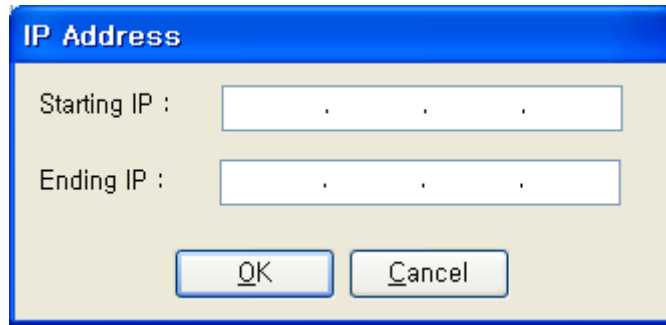 IP Address
Starting IP : . . .
Ending IP : . . .
OK Cancel